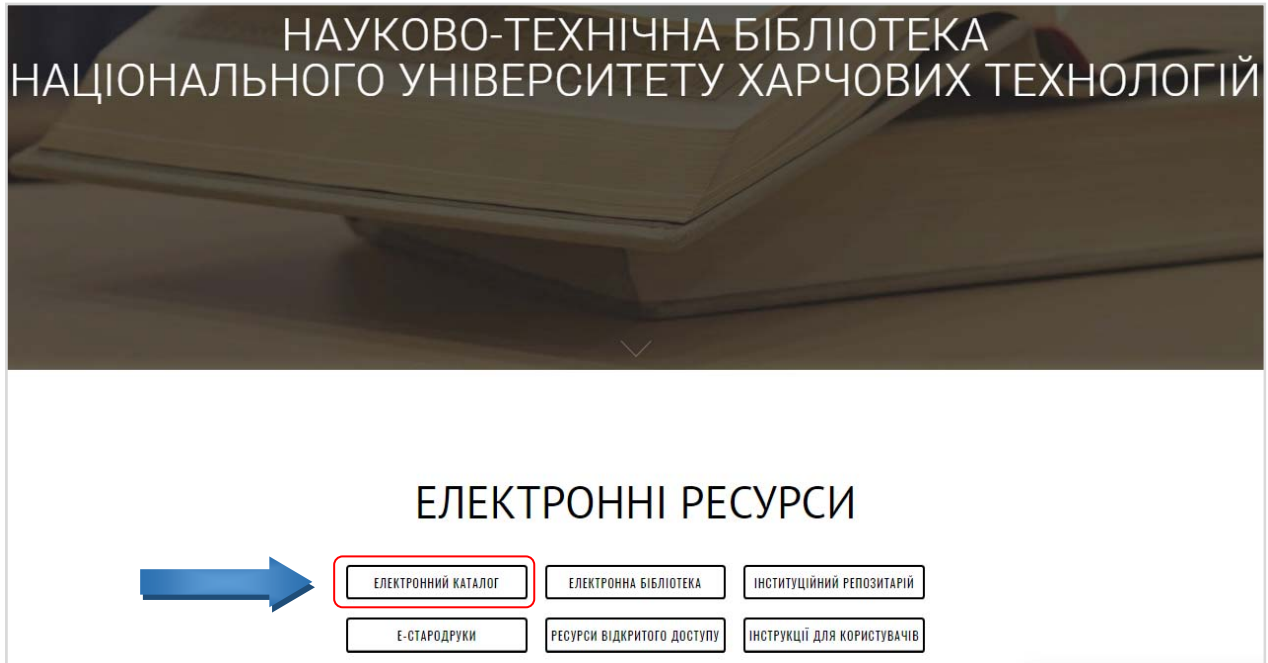 НАУКОВО-ТЕХНІЧНА БІБЛІОТЕКА
НАЦІОНАЛЬНОГО УНІВЕРСИТЕТУ ХАРЧОВИХ ТЕХНОЛОГІЙ
ЕЛЕКТРОННІ РЕСУРСИ
ЕЛЕКТРОННИЙ КАТАЛОГ ЕЛЕКТРОННА БІБЛІОТЕКА ІНСТИТУЦІЙНИЙ РЕПОЗИТАРІЙ
Е-СТАРОДРУКИ РЕСУРСИ ВІДКРИТОГО ДОСТУПУ ІНСТРУКЦІЇ ДЛЯ КОРИСТУВАЧІВ